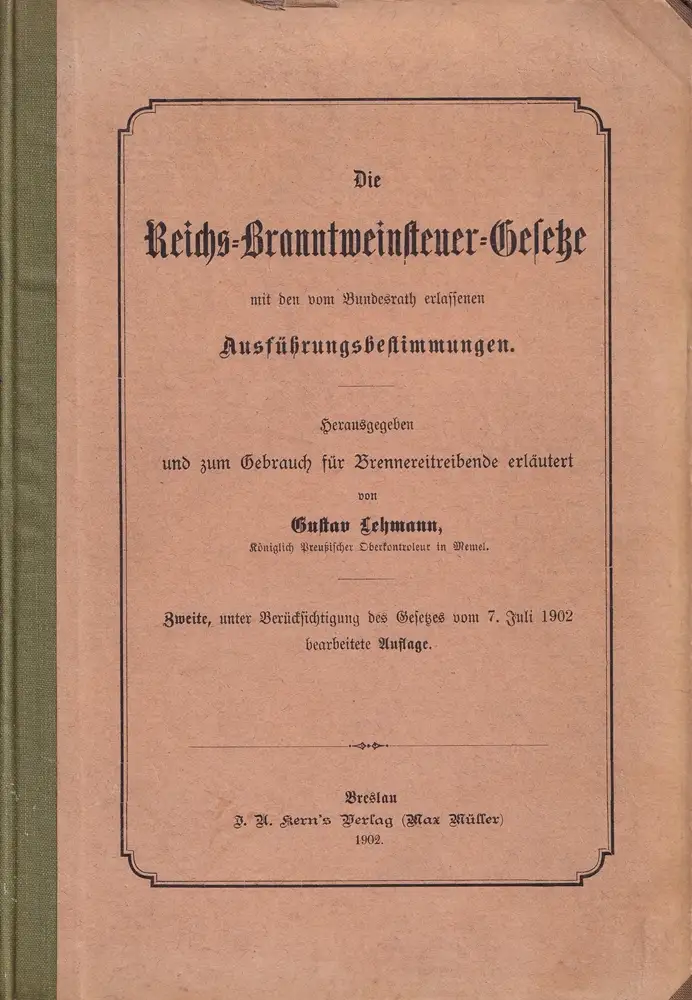 Die
Reichs-Branntweinsteuer-Gesetze
mit den vom Bundesrath erlassenen
Ausführungsbestimmungen.
Herausgegeben
und zum Gebrauch für Brennereitreibende erläutert
von
Gustav Lehmann,
Königlich Preußischer Oberkontroleur in Memel.
Zweite, unter Berücksichtigung des Gesetzes vom 7. Juli 1902
bearbeitete Auflage.
Breslau
J. U. Kern's Verlag (Max Müller)
1902.